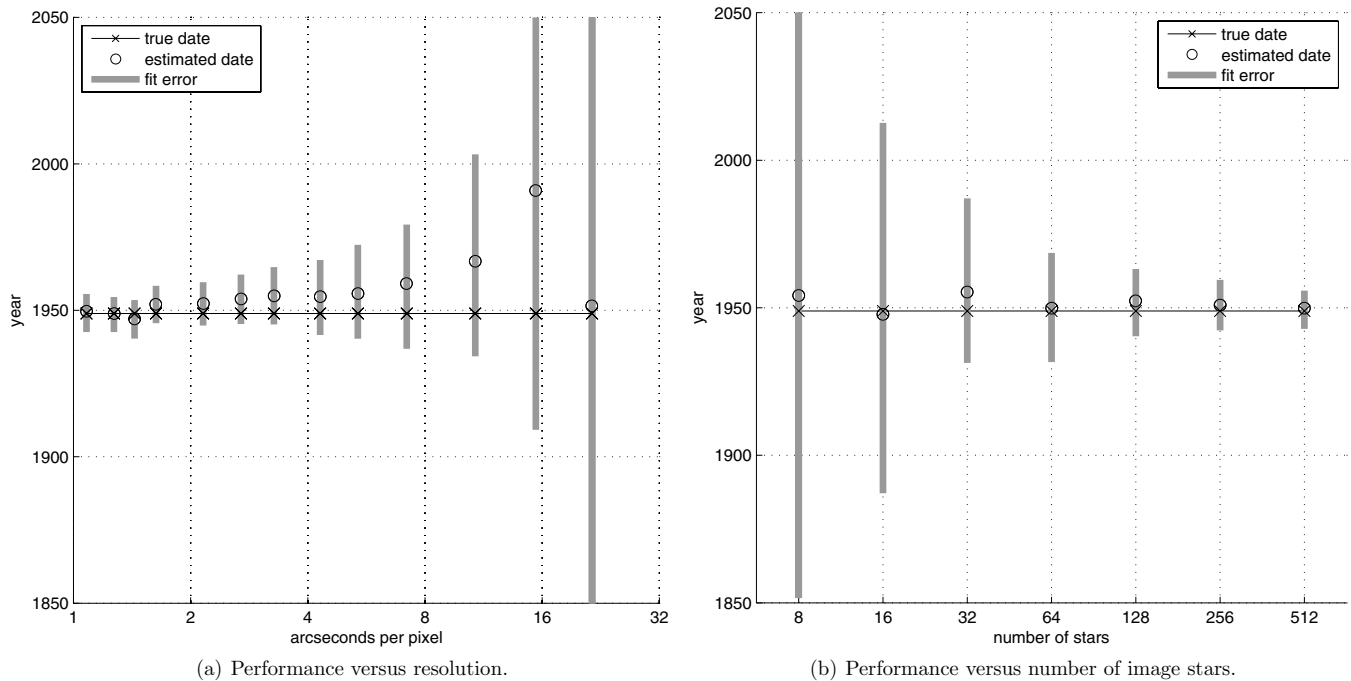 2050
2000
1950
1900
1850
year
true date
estimated date
fit error
1 2 4 8 16 32
arcseconds per pixel
(a) Performance versus resolution.
2050
2000
1950
1900
1850
year
true date
estimated date
fit error
8 16 32 64 128 256 512
number of stars
(b) Performance versus number of image stars.